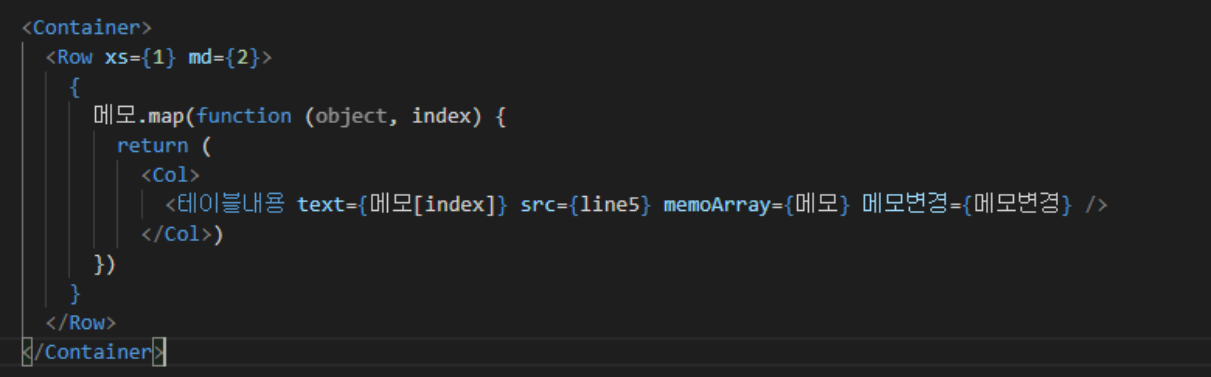 <Container>
<Row xs={1} md={2}>
{
메모.map(function (object, index) {
return (
<Col>
<테이블내용 text={메모[index]} src={line5} memoArray={메모} 메모변경={메모변경} />
</Col>)
})
}
</Row>
</Container>